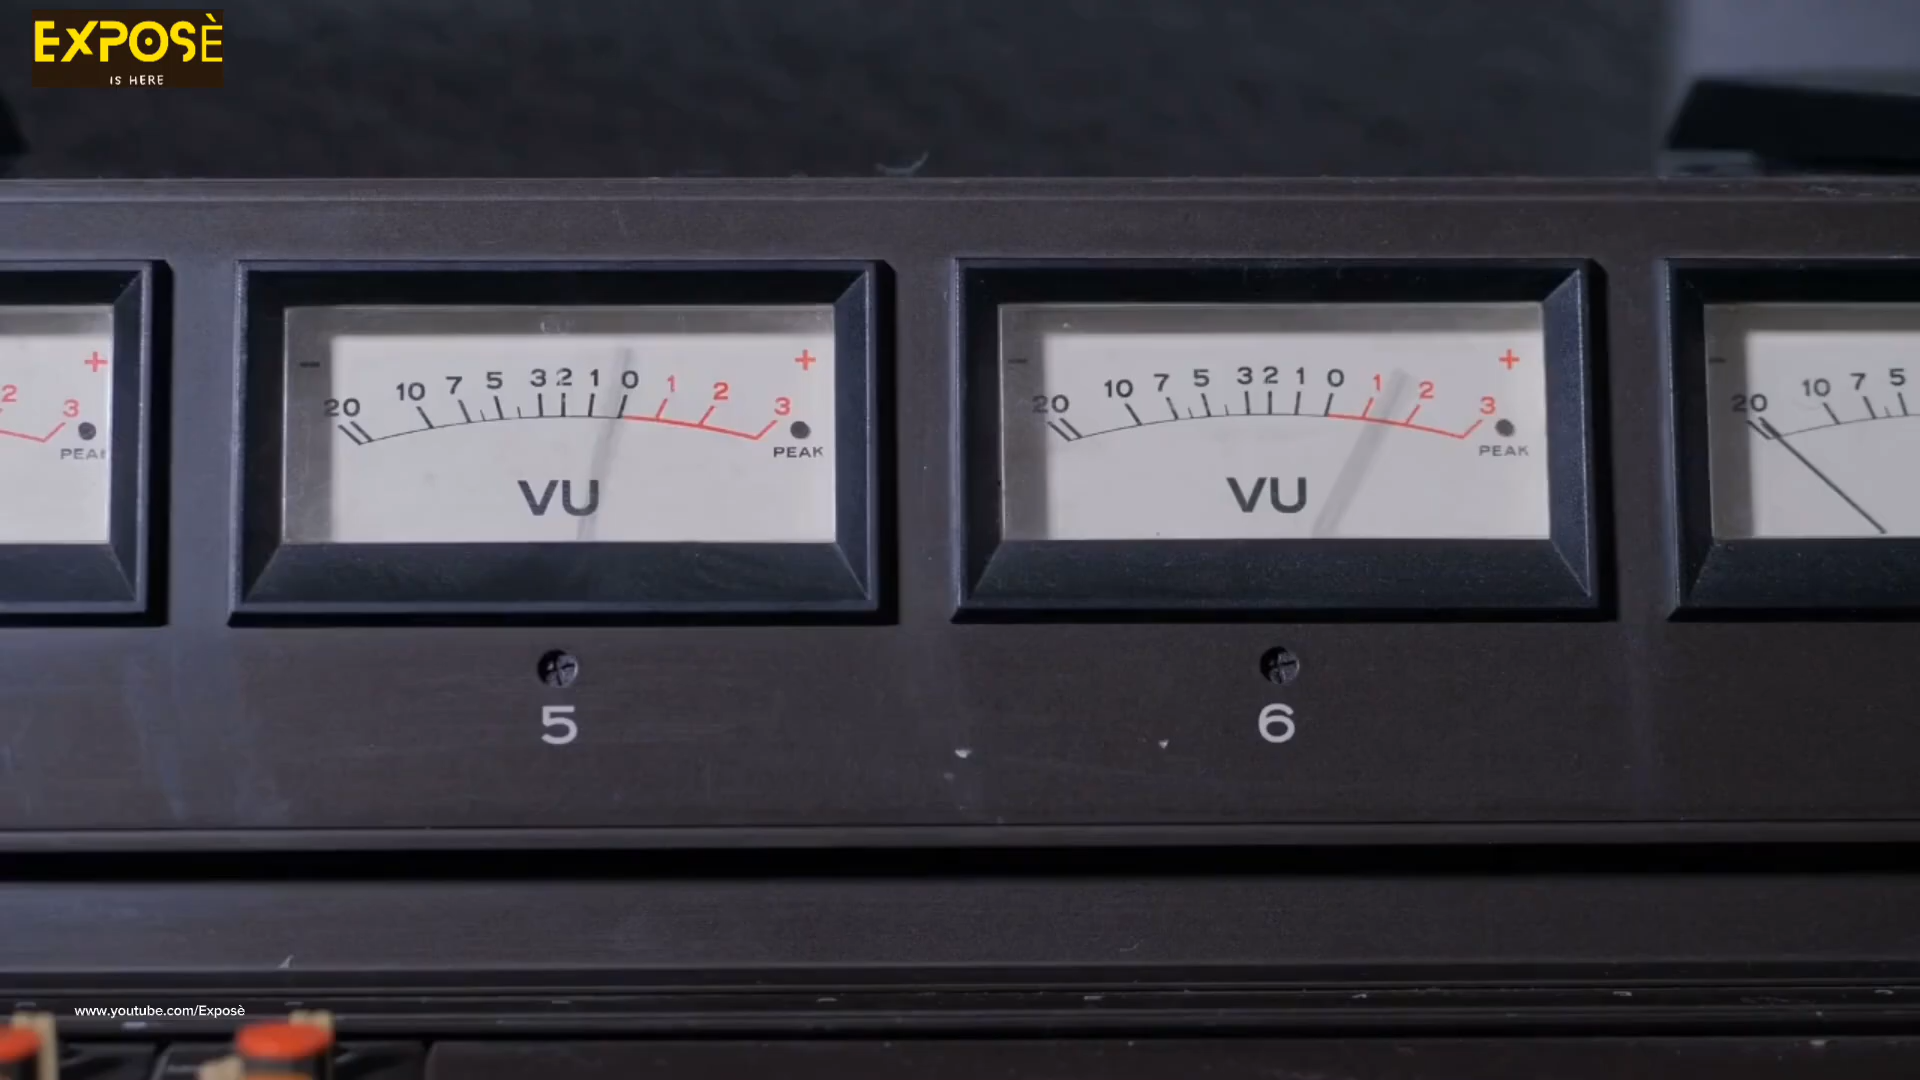 EXPOSÈ
IS HERE
+
2 3
PEAK
- +
20 10 7 5 3 2 1 0 1 2 3
PEAK
VU
5
- +
20 10 7 5 3 2 1 0 1 2 3
PEAK
VU
6
-
20 10 7 5
www.youtube.com/Exposè